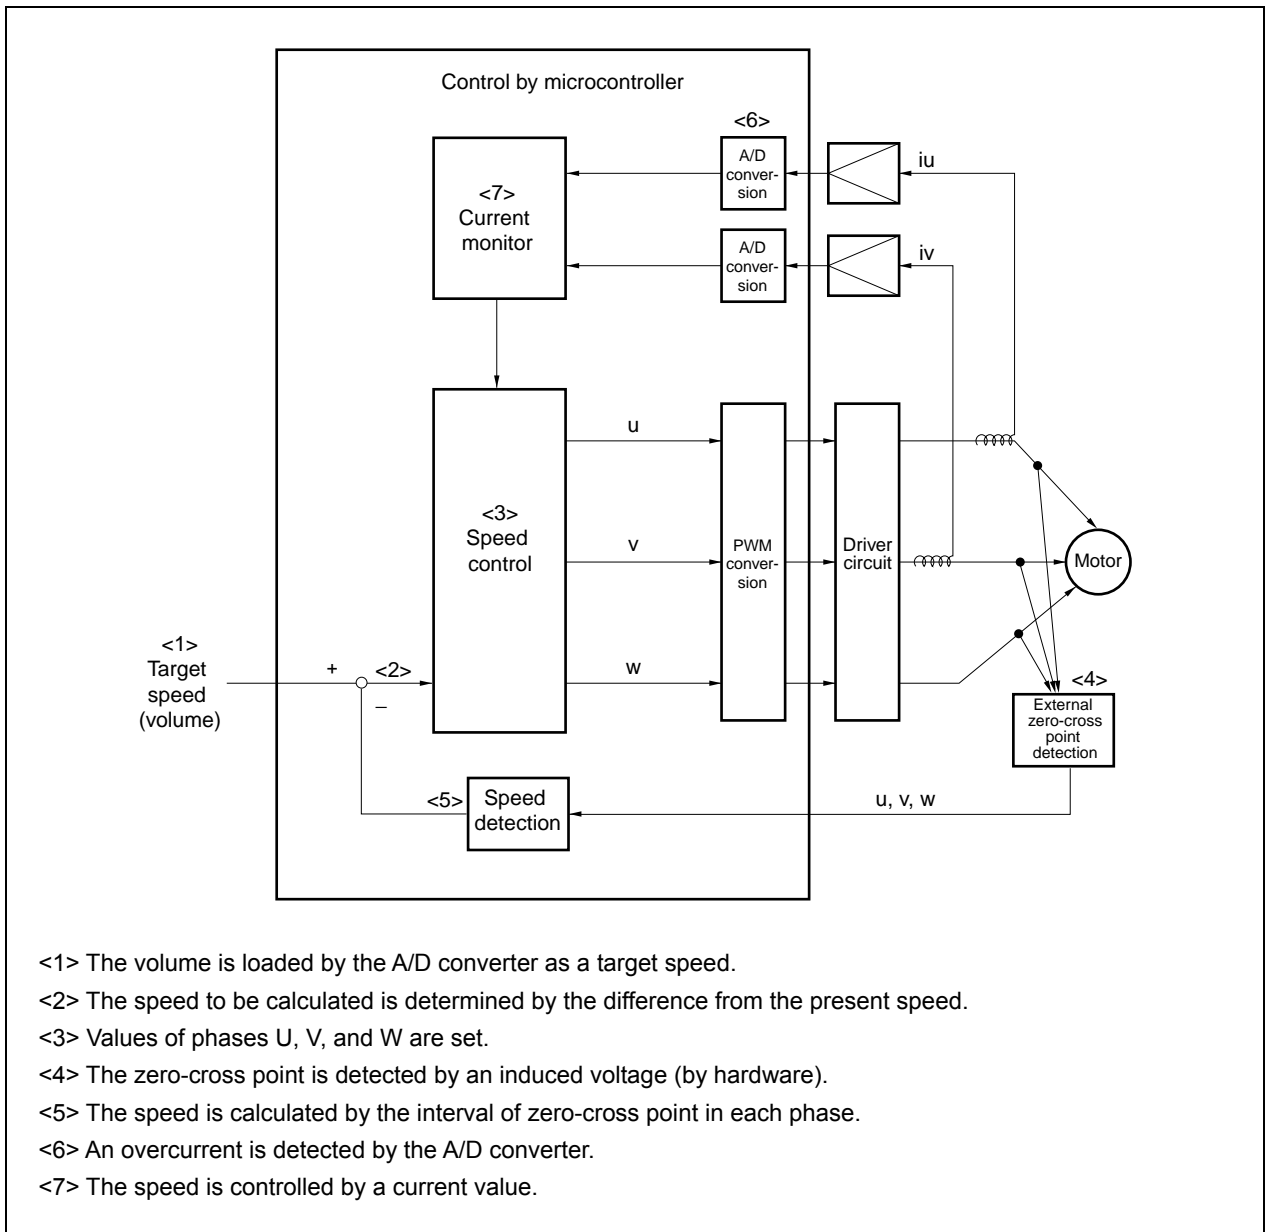 Control by microcontroller
<6>
A/D
conver-
sion
iu
<7>
Current
monitor
A/D
conver-
sion
iv
u
<3>
Speed
control
v
PWM
conver-
sion
Driver
circuit
Motor
<1>
Target
speed
(volume)
+
<2>
–
w
<4>
External
zero-cross
point
detection
<5>
Speed
detection
u, v, w
<1> The volume is loaded by the A/D converter as a target speed.
<2> The speed to be calculated is determined by the difference from the present speed.
<3> Values of phases U, V, and W are set.
<4> The zero-cross point is detected by an induced voltage (by hardware).
<5> The speed is calculated by the interval of zero-cross point in each phase.
<6> An overcurrent is detected by the A/D converter.
<7> The speed is controlled by a current value.